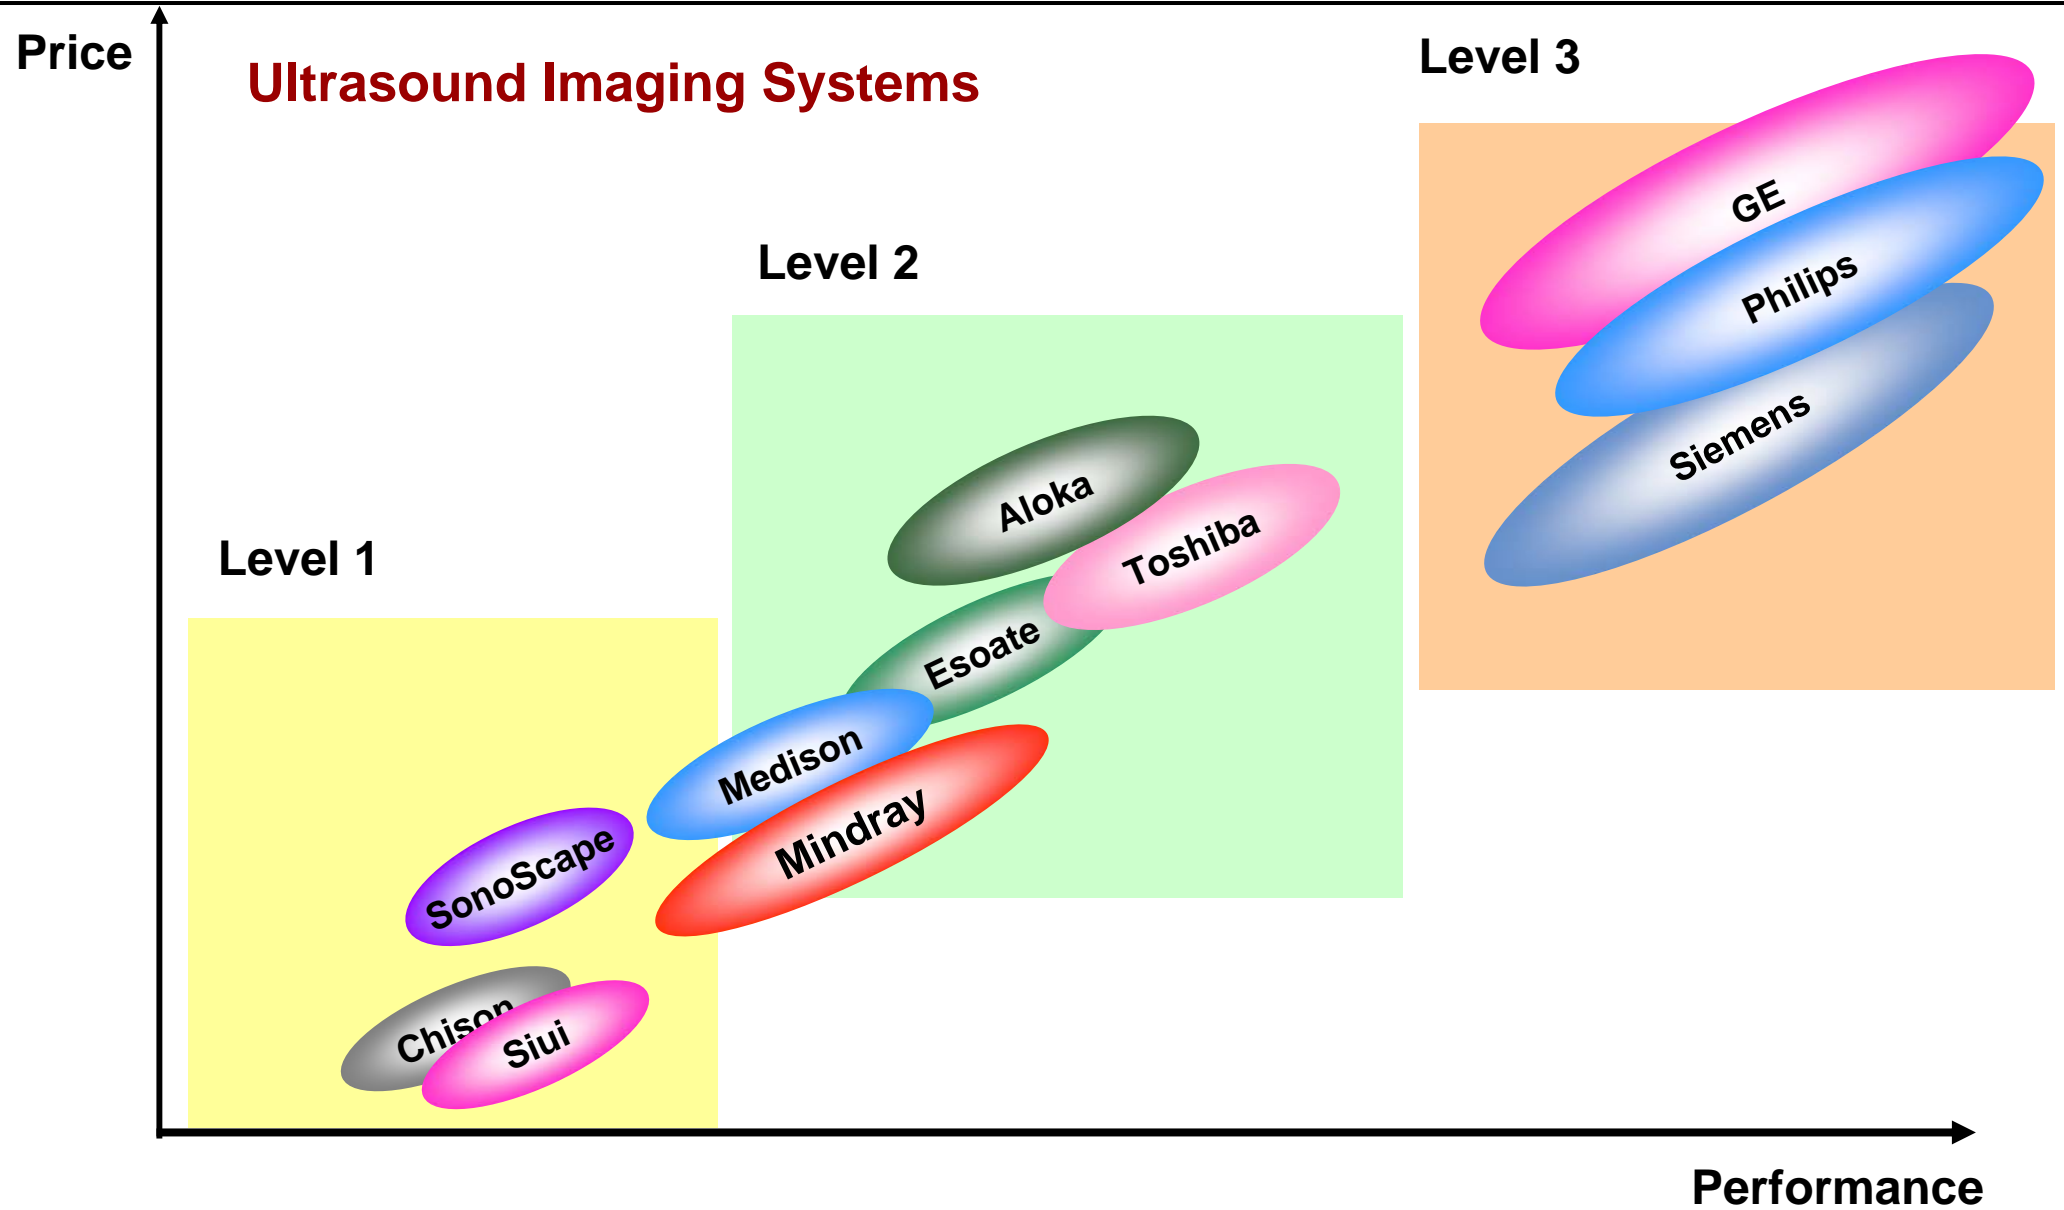 Price
Ultrasound Imaging Systems
Level 3
GE
Philips
Siemens
Level 2
Aloka
Toshiba
Esoate
Medison
Mindray
Level 1
SonoScape
Chison
Siui
Performance